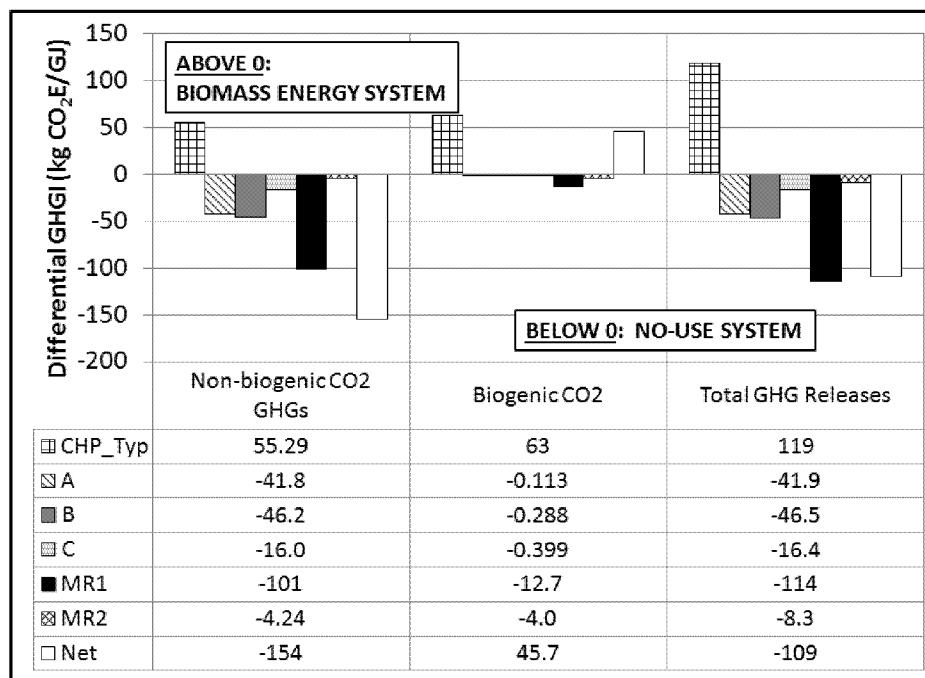 Differential GHGI (kg CO₂E/GJ)
150
100
50
0
-50
-100
-150
-200
ABOVE 0:
BIOMASS ENERGY SYSTEM
BELOW 0: NO-USE SYSTEM
Non-biogenic CO2 GHGs Biogenic CO2 Total GHG Releases
CHP_Typ 55.29 63 119
A -41.8 -0.113 -41.9
B -46.2 -0.288 -46.5
C -16.0 -0.399 -16.4
MR1 -101 -12.7 -114
MR2 -4.24 -4.0 -8.3
Net -154 45.7 -109